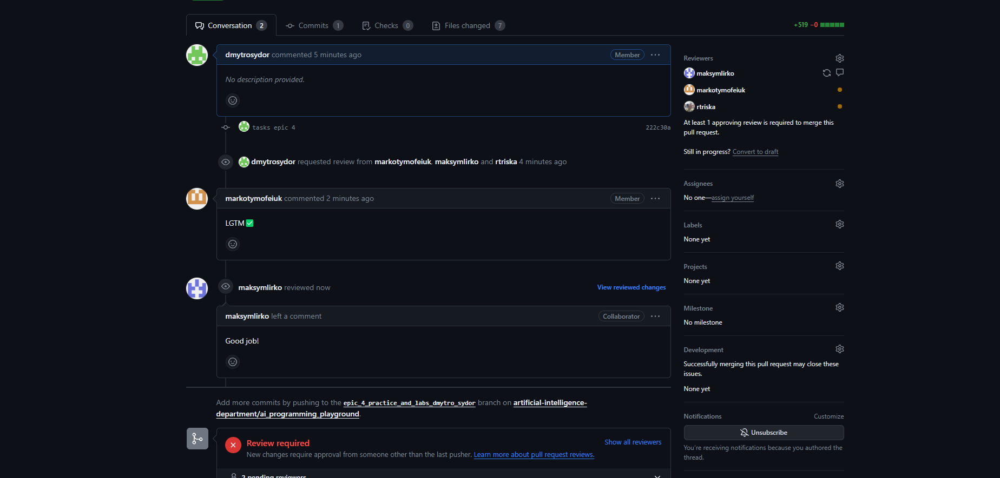 Conversation 2
Commits 1
Checks 0
Files changed 7
+519 −0
dmytrosydor commented 5 minutes ago
Member
No description provided.
tasks epic 4
222c30a
dmytrosydor requested review from markotymofeiuk, maksymlirko and rtriska 4 minutes ago
markotymofeiuk commented 2 minutes ago
Member
LGTM✅
maksymlirko reviewed now
View reviewed changes
maksymlirko left a comment
Collaborator
Good job!
Add more commits by pushing to the epic_4_practice_and_labs_dmytro_sydor branch on artificial-intelligence-
department/ai_programming_playground.
Review required
Show all reviewers
New changes require approval from someone other than the last pusher. Learn more about pull request reviews.
2 pending reviewers
Reviewers
maksymlirko
markotymofeiuk
rtriska
At least 1 approving review is required to merge this
pull request.
Still in progress? Convert to draft
Assignees
No one—assign yourself
Labels
None yet
Projects
None yet
Milestone
No milestone
Development
Successfully merging this pull request may close these
issues.
None yet
Notifications
Customize
Unsubscribe
You're receiving notifications because you authored the
thread.